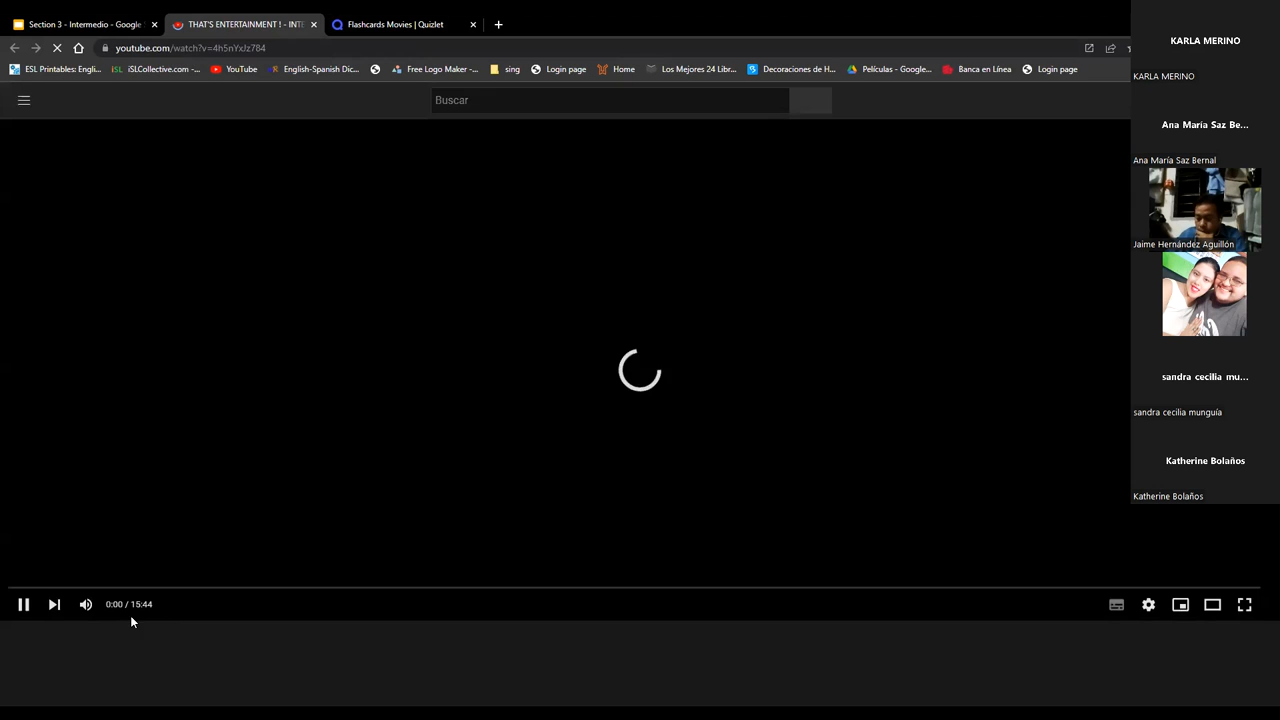 Section 3 - Intermedio - Google
THAT'S ENTERTAINMENT ! - INTE
Flashcards Movies | Quizlet
youtube.com/watch?v=4h5nYxJz784
ESL Printables: Engli...
iSLCollective.com -...
YouTube
English-Spanish Dic...
Free Logo Maker -...
sing
Login page
Home
Los Mejores 24 Libr...
Decoraciones de H...
Películas - Google...
Banca en Línea
Login page
Buscar
KARLA MERINO
KARLA MERINO
Ana María Saz Be...
Ana María Saz Bernal
Jaime Hernández Aguillón
sandra cecilia mu...
sandra cecilia munguía
Katherine Bolaños
Katherine Bolaños
0:00 / 15:44